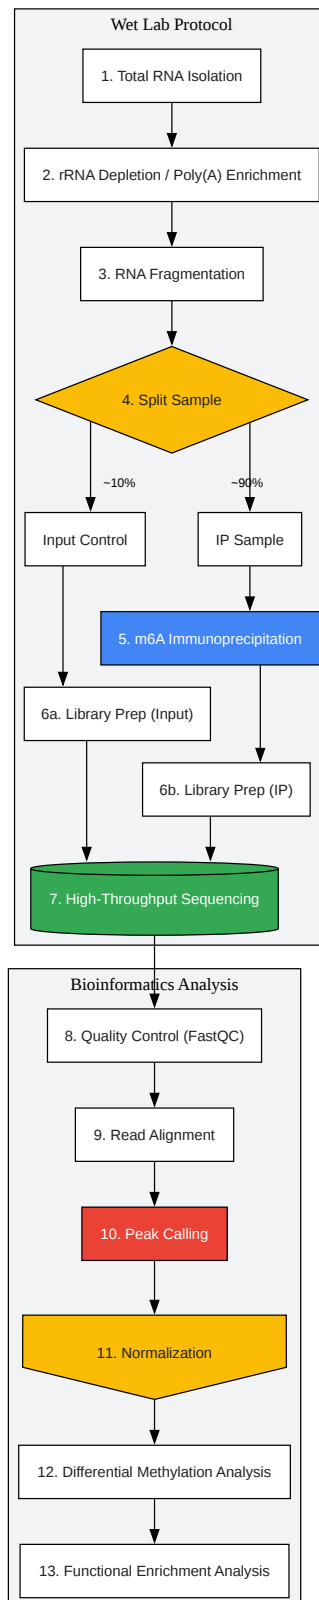 Wet Lab Protocol
1. Total RNA Isolation
2. rRNA Depletion / Poly(A) Enrichment
3. RNA Fragmentation
4. Split Sample
~10%
~90%
Input Control
IP Sample
5. m6A Immunoprecipitation
6a. Library Prep (Input)
6b. Library Prep (IP)
7. High-Throughput Sequencing
Bioinformatics Analysis
8. Quality Control (FastQC)
9. Read Alignment
10. Peak Calling
11. Normalization
12. Differential Methylation Analysis
13. Functional Enrichment Analysis